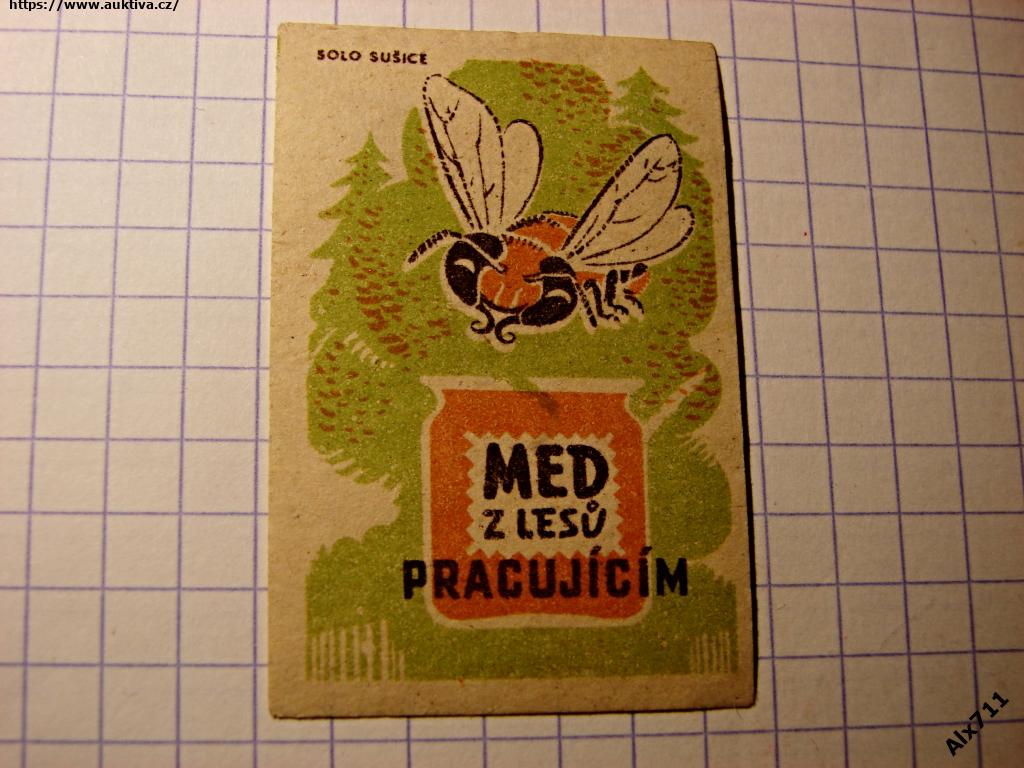 https://www.auktiva.cz/
SOLO SUŠICE
MED
Z LESŮ
PRACUJÍCÍM
Alx711